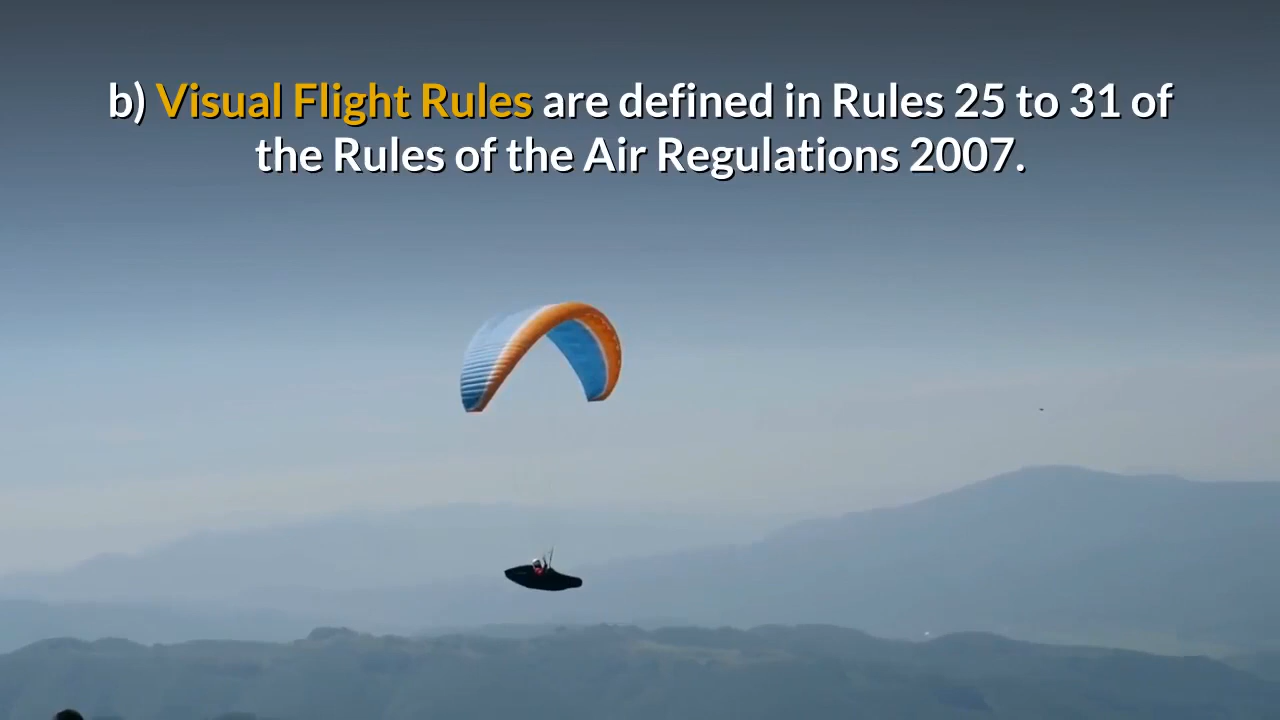 b) Visual Flight Rules are defined in Rules 25 to 31 of
the Rules of the Air Regulations 2007.